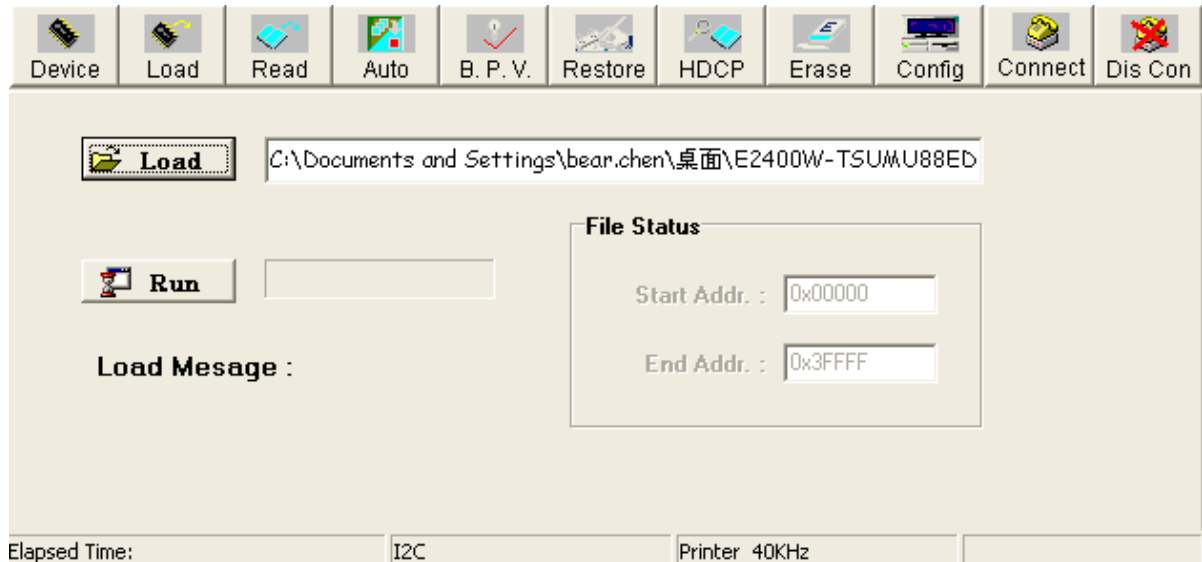 Device Load Read Auto B. P. V. Restore HDCP Erase Config Connect Dis Con
Load C:\Documents and Settings\bear.chen\桌面\E2400W-TSUMU88ED
File Status
Run
Start Addr. : 0x00000
Load Mesage :
End Addr. : 0x3FFFF
Elapsed Time: I2C Printer 40KHz